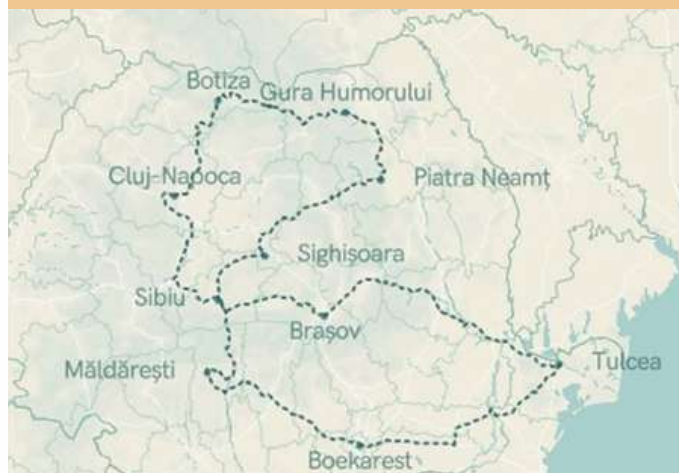 Botiza
Gura Humorului
Cluj-Napoca
Piatra Neamț
Sighișoara
Sibiu
Brașov
Măldărești
Tulcea
Boekarest